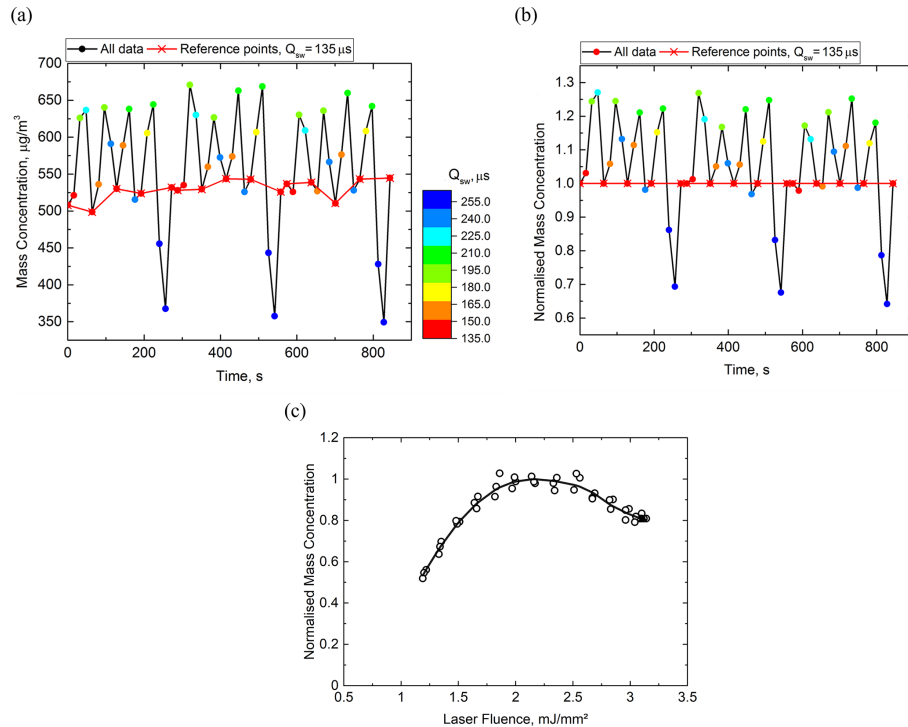 (a)
All data Reference points, Q_sw = 135 µs
700
650
600
550
500
450
400
350
Mass Concentration, µg/m³
0 200 400 600 800
Time, s
Q_sw, µs
255.0
240.0
225.0
210.0
195.0
180.0
165.0
150.0
135.0
(b)
All data Reference points, Q_sw = 135 µs
1.3
1.2
1.1
1.0
0.9
0.8
0.7
0.6
Normalised Mass Concentration
0 200 400 600 800
Time, s
(c)
1.2
1
0.8
0.6
0.4
0.2
0
Normalised Mass Concentration
0.5 1 1.5 2 2.5 3 3.5
Laser Fluence, mJ/mm²